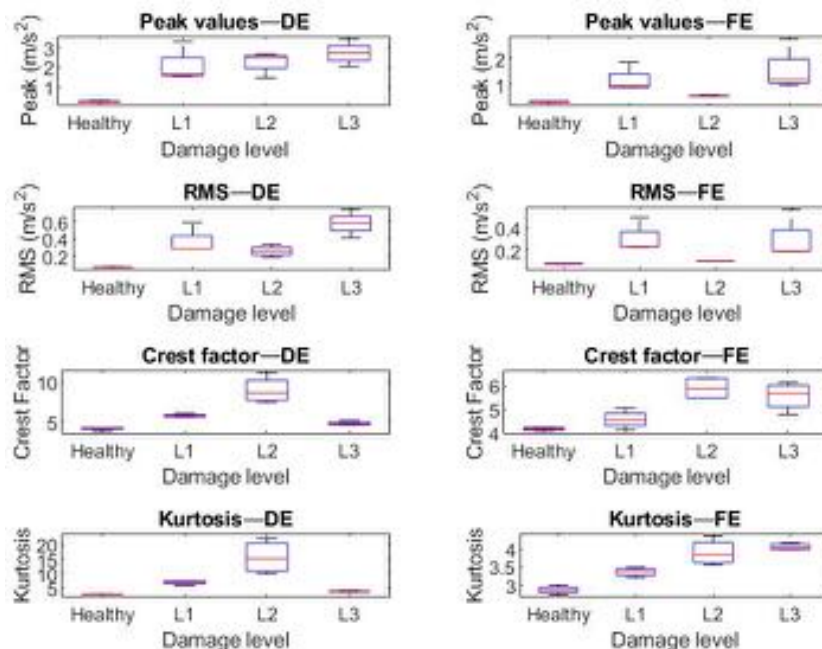 Peak values—DE
Peak (m/s²)
3
2
1
Healthy L1 L2 L3
Damage level
Peak values—FE
Peak (m/s²)
2
1
Healthy L1 L2 L3
Damage level
RMS—DE
RMS (m/s²)
0.6
0.4
0.2
Healthy L1 L2 L3
Damage level
RMS—FE
RMS (m/s²)
0.4
0.2
Healthy L1 L2 L3
Damage level
Crest factor—DE
Crest Factor
10
5
Healthy L1 L2 L3
Damage level
Crest factor—FE
Crest Factor
6
5
4
Healthy L1 L2 L3
Damage level
Kurtosis—DE
Kurtosis
20
15
10
5
Healthy L1 L2 L3
Damage level
Kurtosis—FE
Kurtosis
4
3.5
3
Healthy L1 L2 L3
Damage level